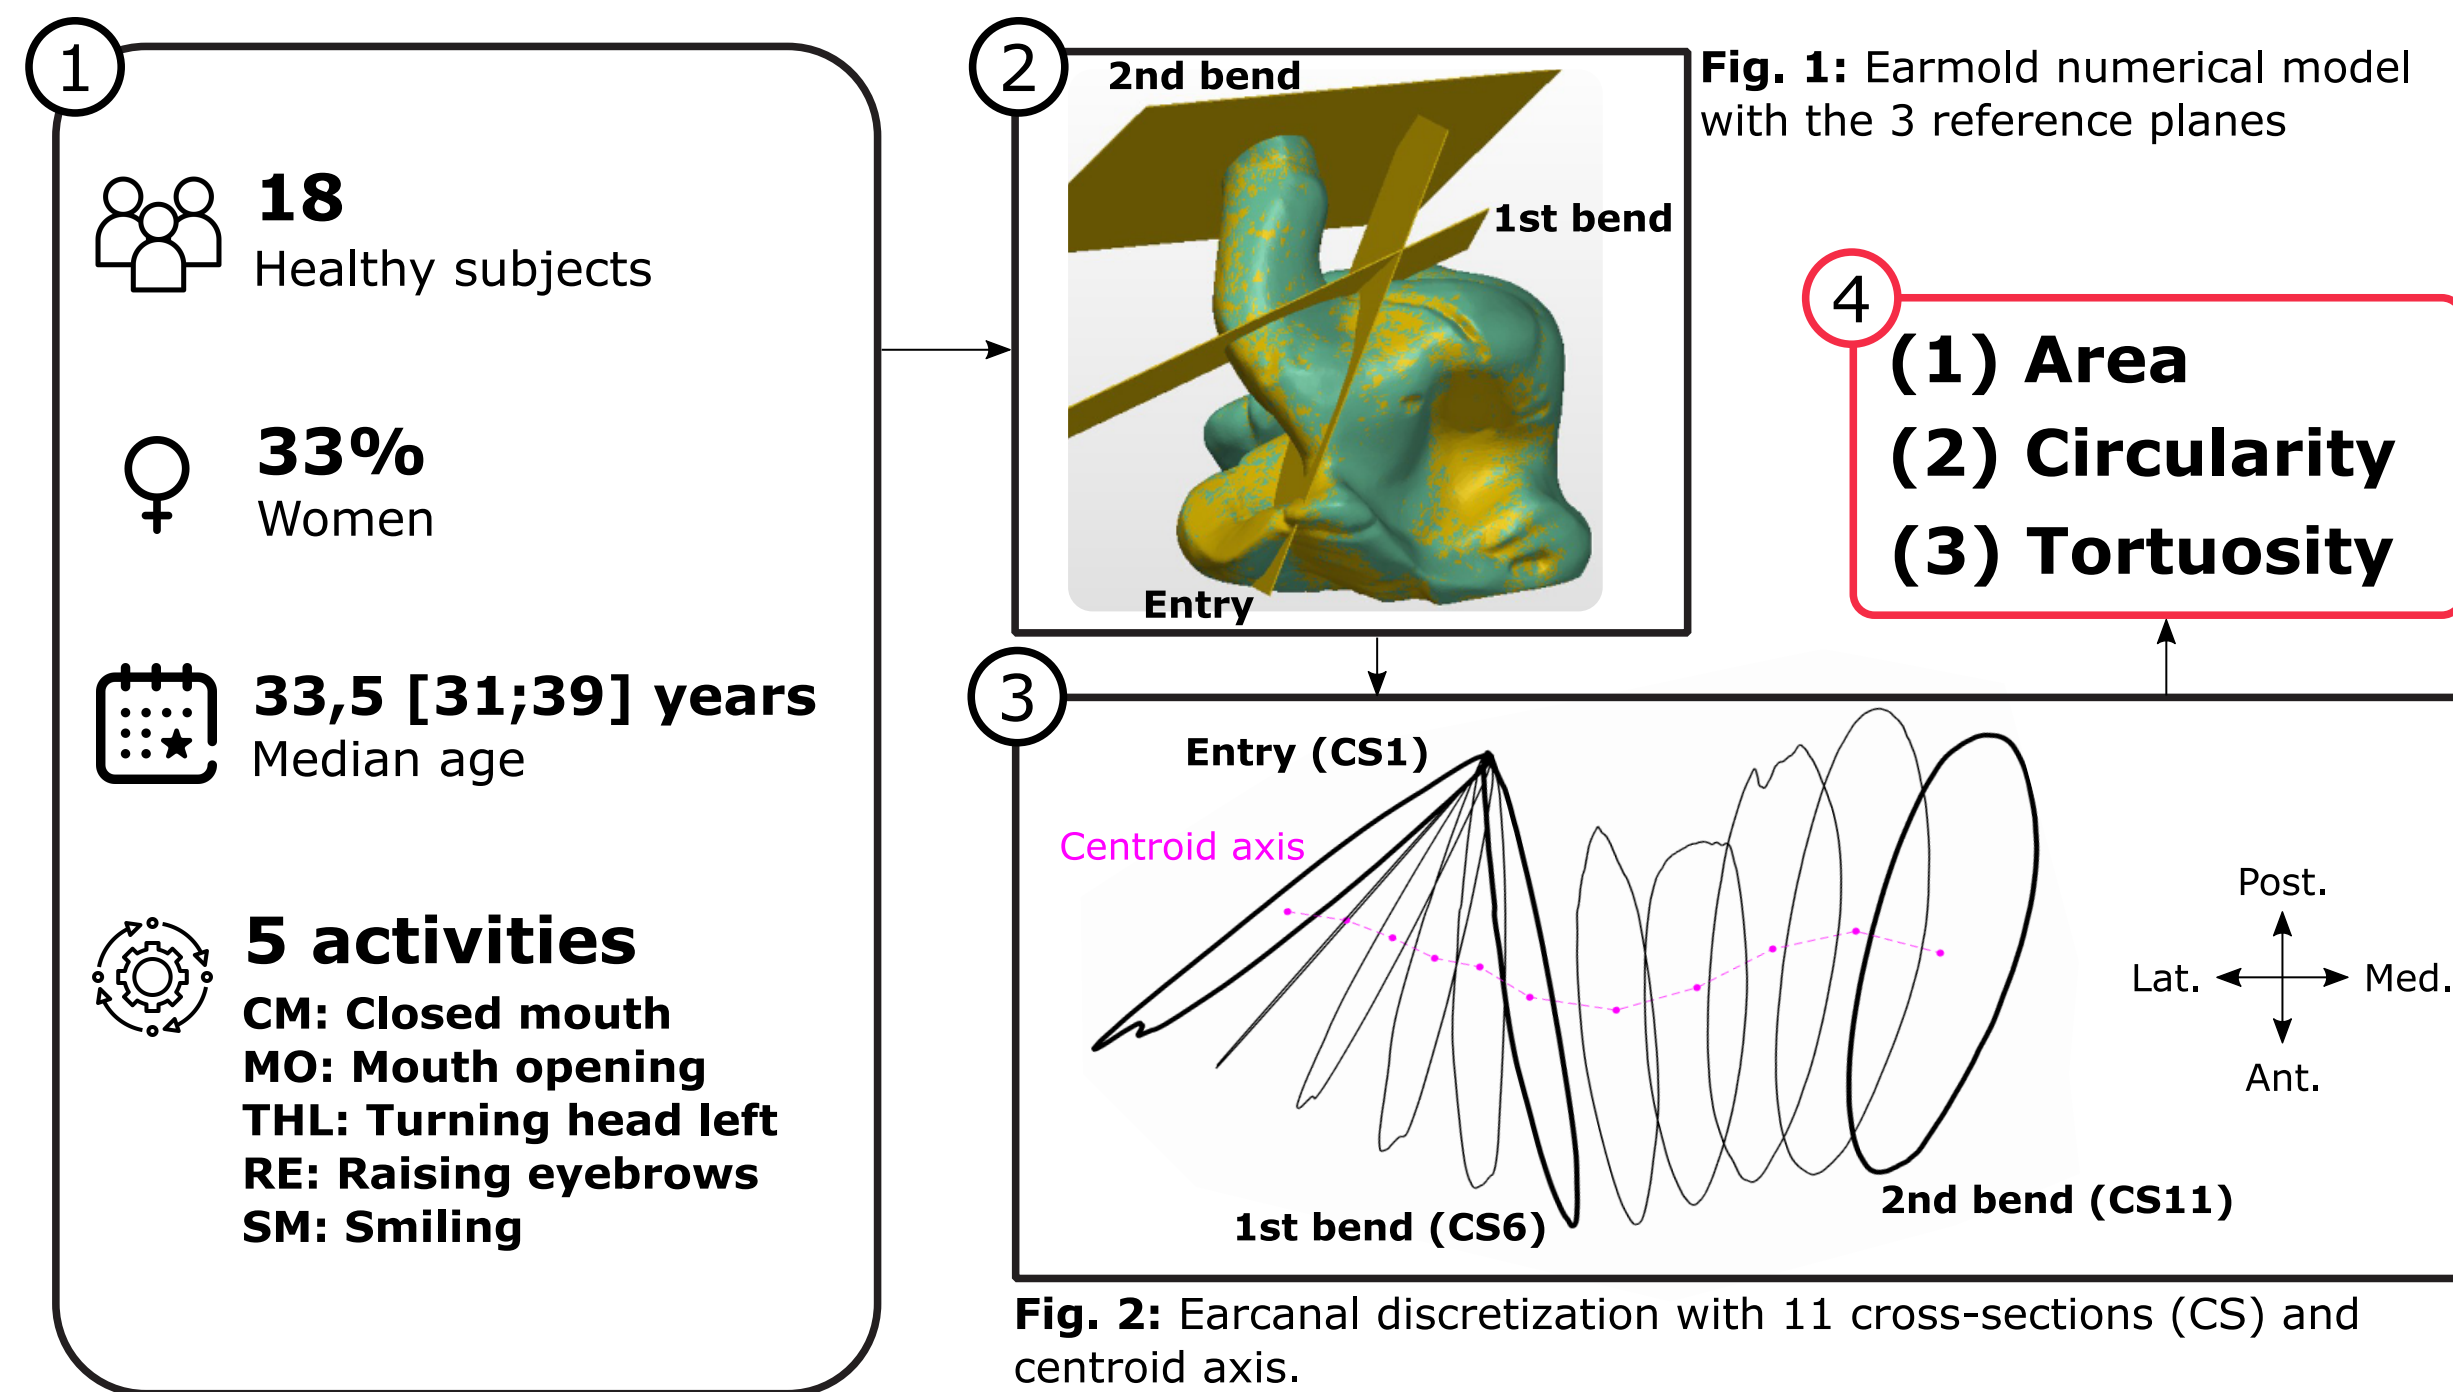 1
18
Healthy subjects
33%
Women
33,5 [31;39] years
Median age
5 activities
CM: Closed mouth
MO: Mouth opening
THL: Turning head left
RE: Raising eyebrows
SM: Smiling
2
2nd bend
1st bend
Entry
Fig. 1: Earmold numerical model
with the 3 reference planes
4
(1) Area
(2) Circularity
(3) Tortuosity
3
Entry (CS1)
Centroid axis
1st bend (CS6)
2nd bend (CS11)
Post.
Lat.
Med.
Ant.
Fig. 2: Earcanal discretization with 11 cross-sections (CS) and
centroid axis.